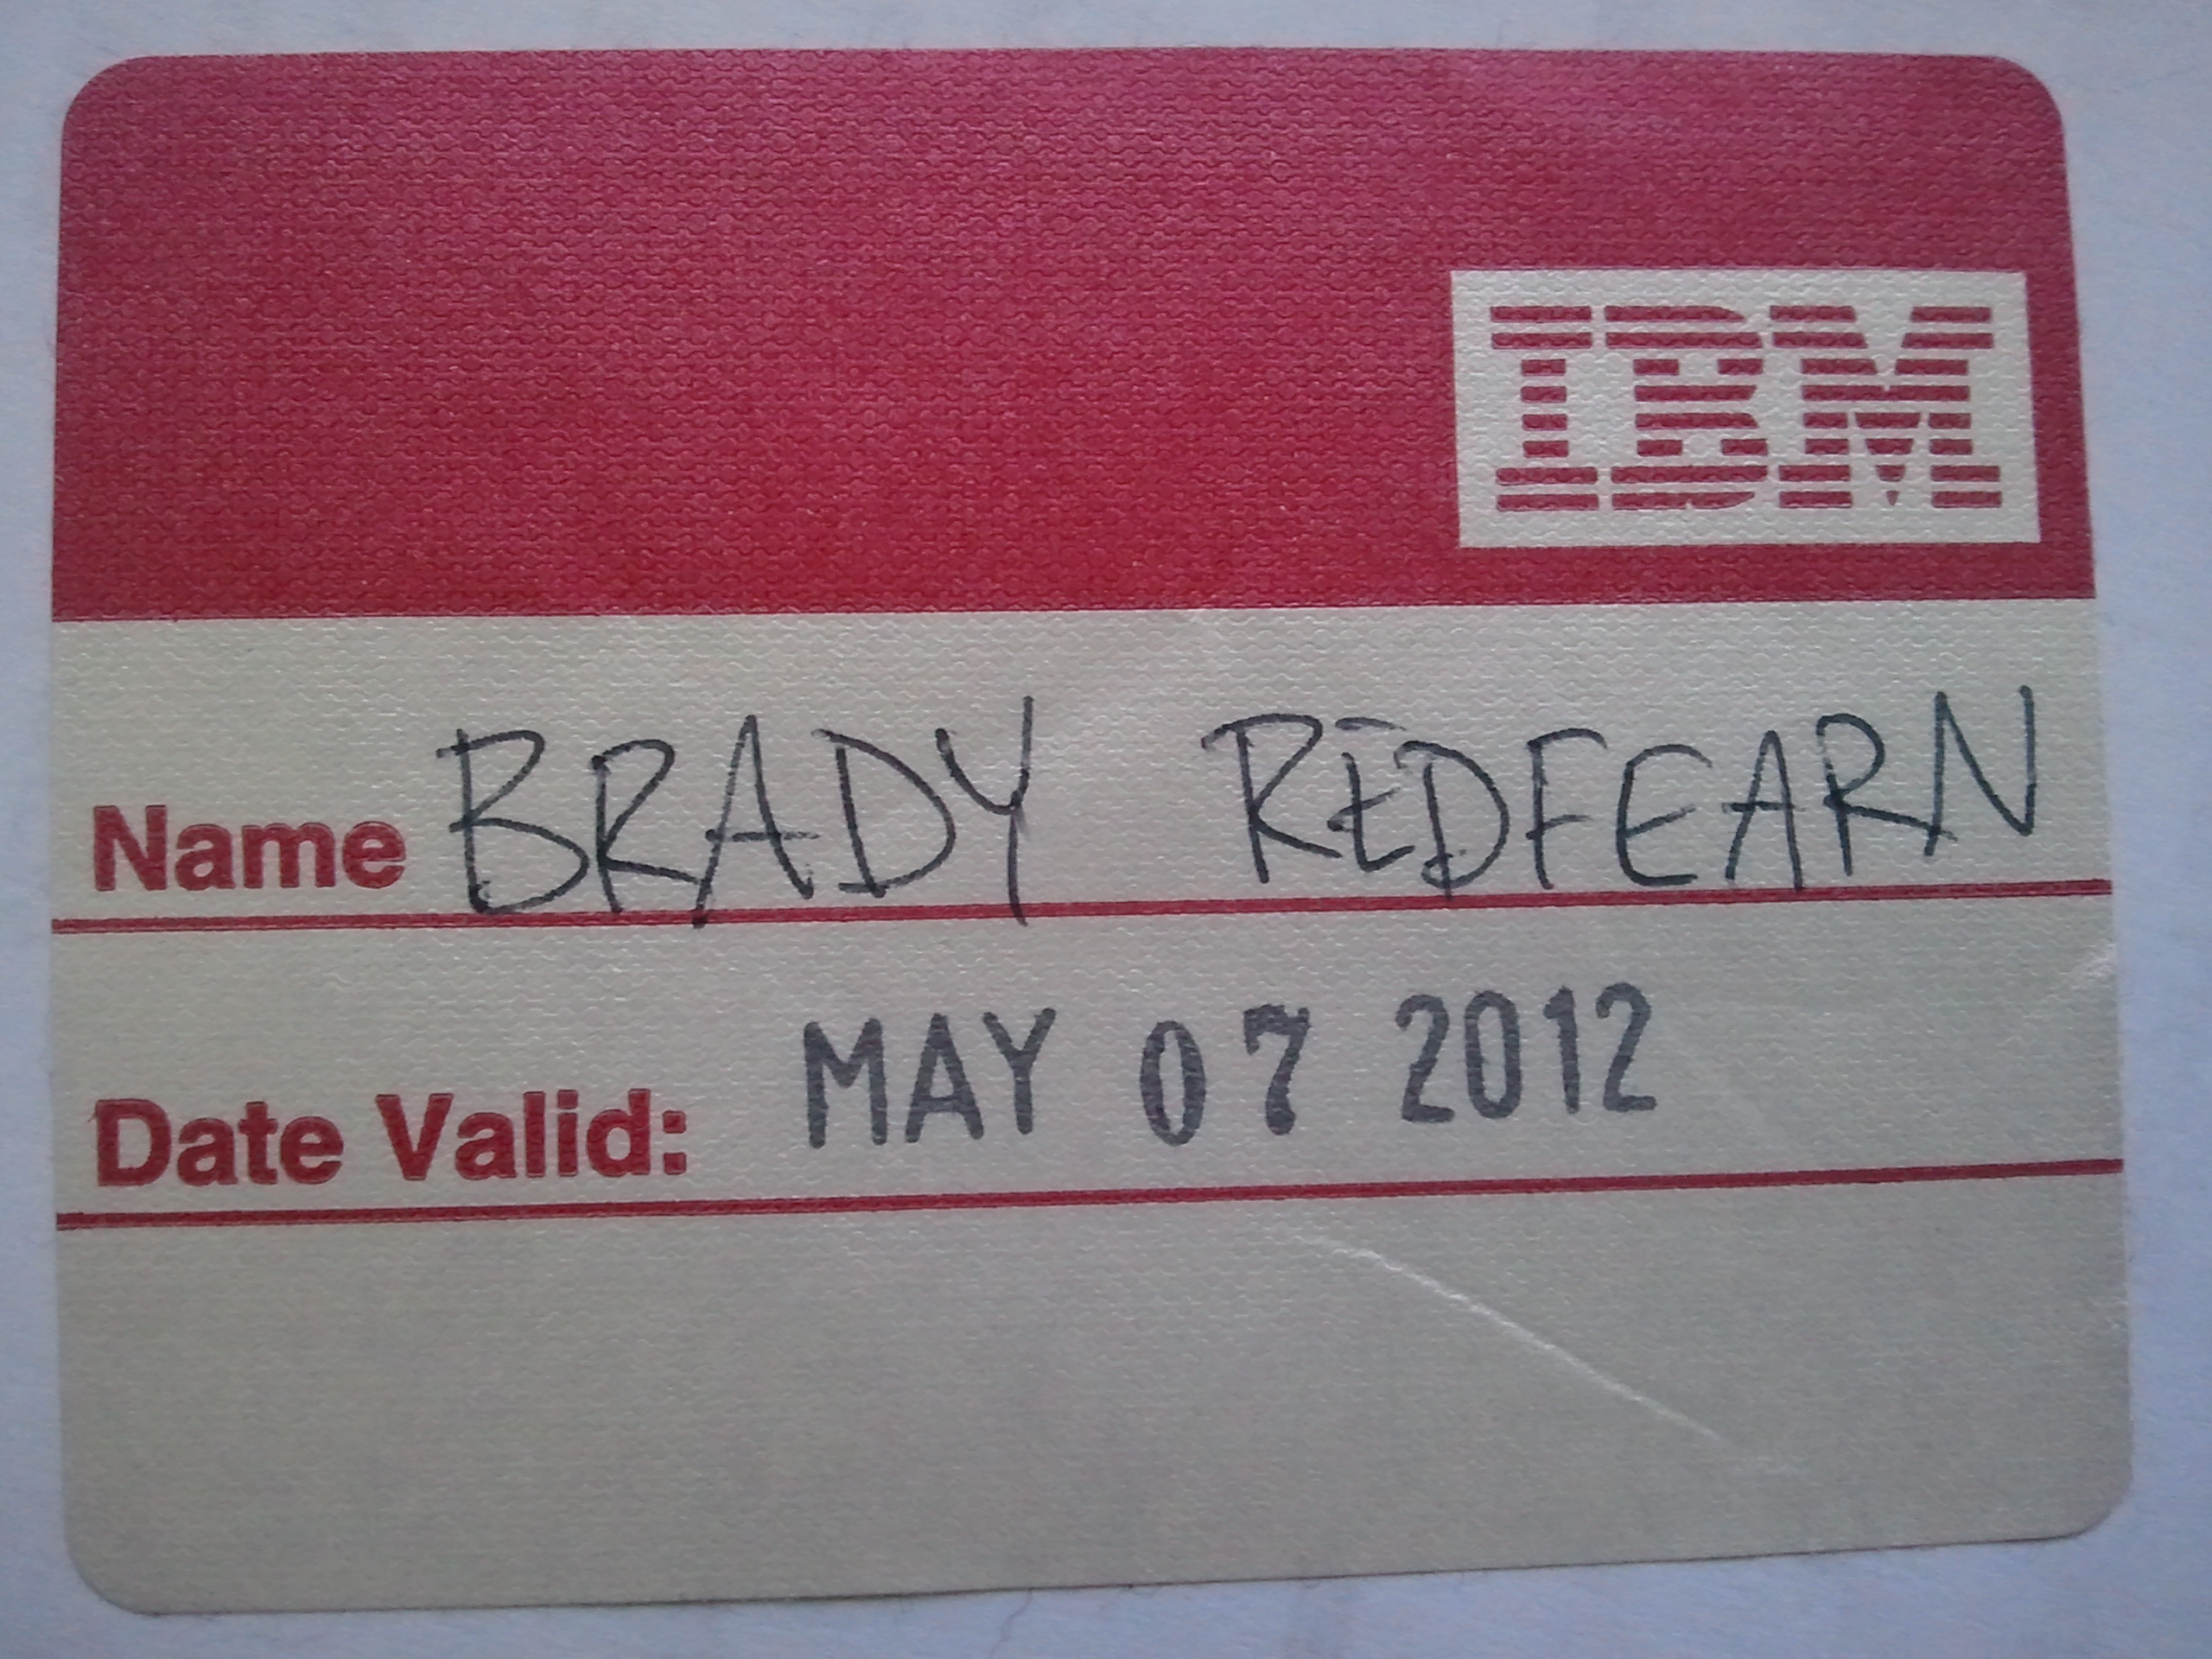 IBM
Name BRADY REDFEARN
Date Valid: MAY 07 2012